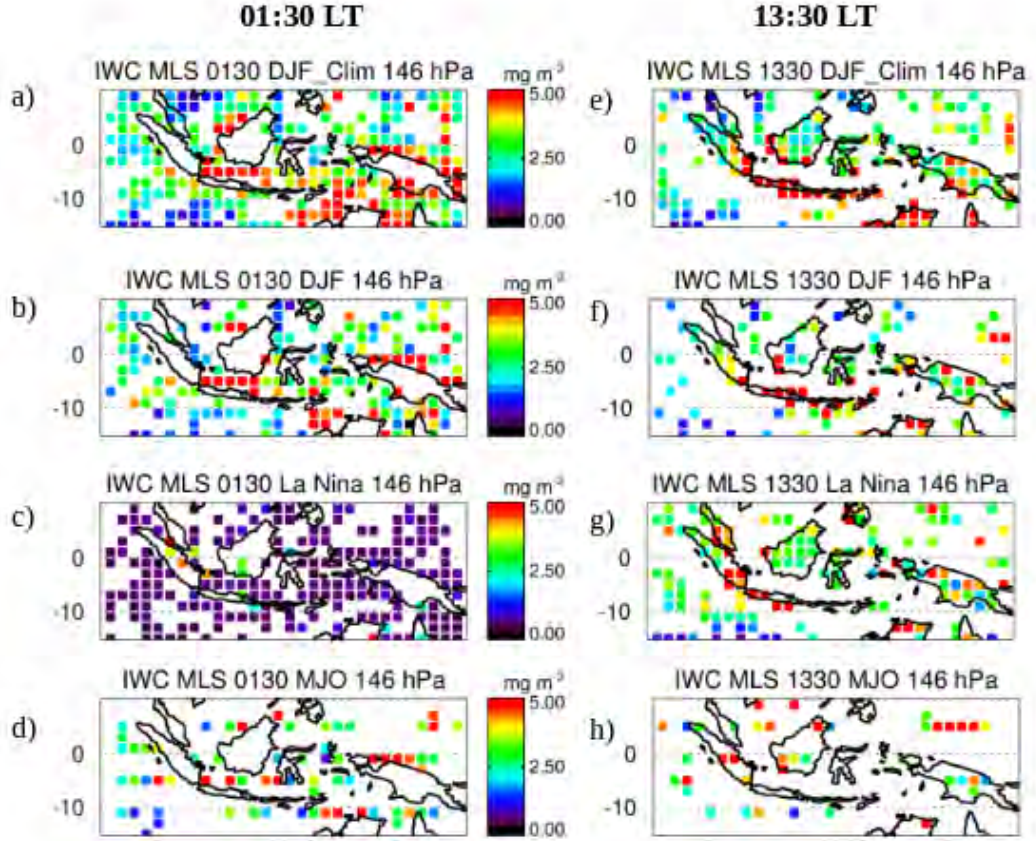 01:30 LT
13:30 LT
a)
IWC MLS 0130 DJF_Clim 146 hPa
mg m⁻³
0
-10
5.00
2.50
0.00
e)
IWC MLS 1330 DJF_Clim 146 hPa
0
-10
b)
IWC MLS 0130 DJF 146 hPa
mg m⁻³
0
-10
5.00
2.50
0.00
f)
IWC MLS 1330 DJF 146 hPa
0
-10
c)
IWC MLS 0130 La Nina 146 hPa
mg m⁻³
0
-10
5.00
2.50
0.00
g)
IWC MLS 1330 La Nina 146 hPa
0
-10
d)
IWC MLS 0130 MJO 146 hPa
mg m⁻³
0
-10
5.00
2.50
0.00
h)
IWC MLS 1330 MJO 146 hPa
0
-10